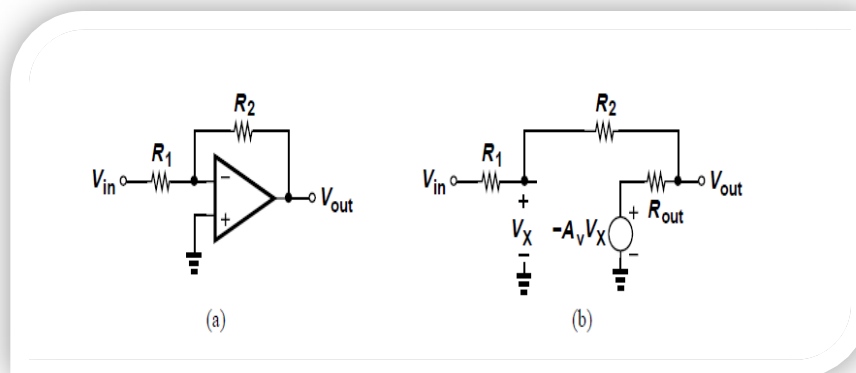 R2
R1
Vin
−
+
Vout
(a)
R2
R1
Vin
Vout
+
VX
−
−AvVX
+
−
Rout
(b)